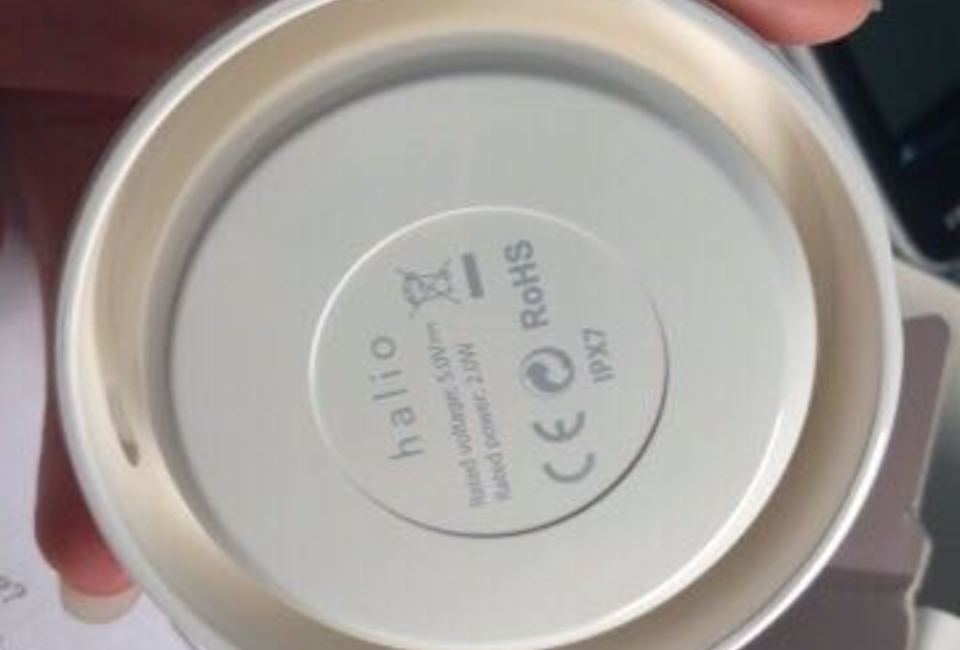 halio
Rated voltage: 5.0V
Rated power: 2.0W
CE RoHS
IPX7